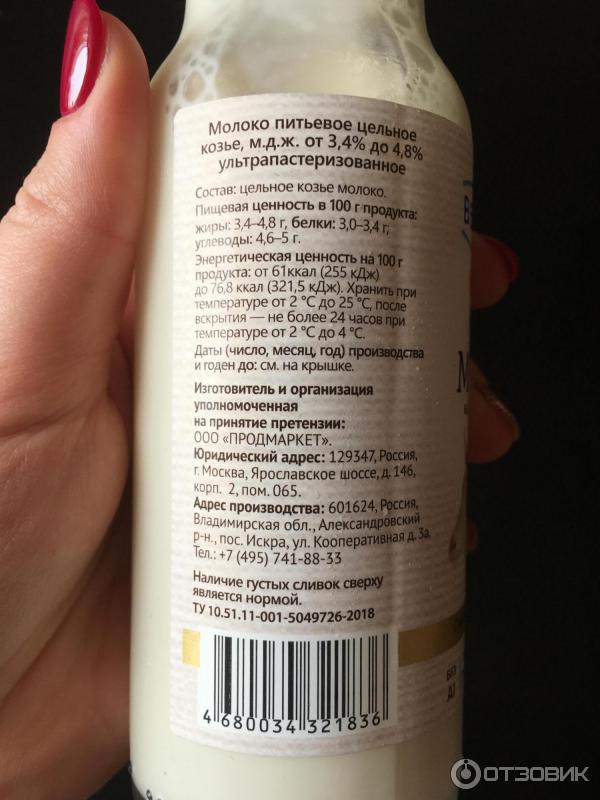 Молоко питьевое цельное
козье, м.д.ж. от 3,4% до 4,8%
ультрапастеризованное
Состав: цельное козье молоко.
Пищевая ценность в 100 г продукта:
жиры: 3,4–4,8 г, белки: 3,0–3,4 г;
углеводы: 4,6–5 г.
Энергетическая ценность на 100 г
продукта: от 61ккал (255 кДж)
до 76,8 ккал (321,5 кДж). Хранить при
температуре от 2 °С до 25 °С, после
вскрытия — не более 24 часов при
температуре от 2 °С до 4 °С.
Даты (число, месяц, год) производства
и годен до: см. на крышке.
Изготовитель и организация
уполномоченная
на принятие претензии:
ООО «ПРОДМАРКЕТ».
Юридический адрес: 129347, Россия,
г. Москва, Ярославское шоссе, д. 146,
корп. 2, пом. 065.
Адрес производства: 601624, Россия,
Владимирская обл., Александровский
р-н., пос. Искра, ул. Кооперативная д. 3а.
Тел.: +7 (495) 741-88-33
Наличие густых сливок сверху
является нормой.
ТУ 10.51.11-001-5049726-2018
4 680034 321836
ОТЗОВИК